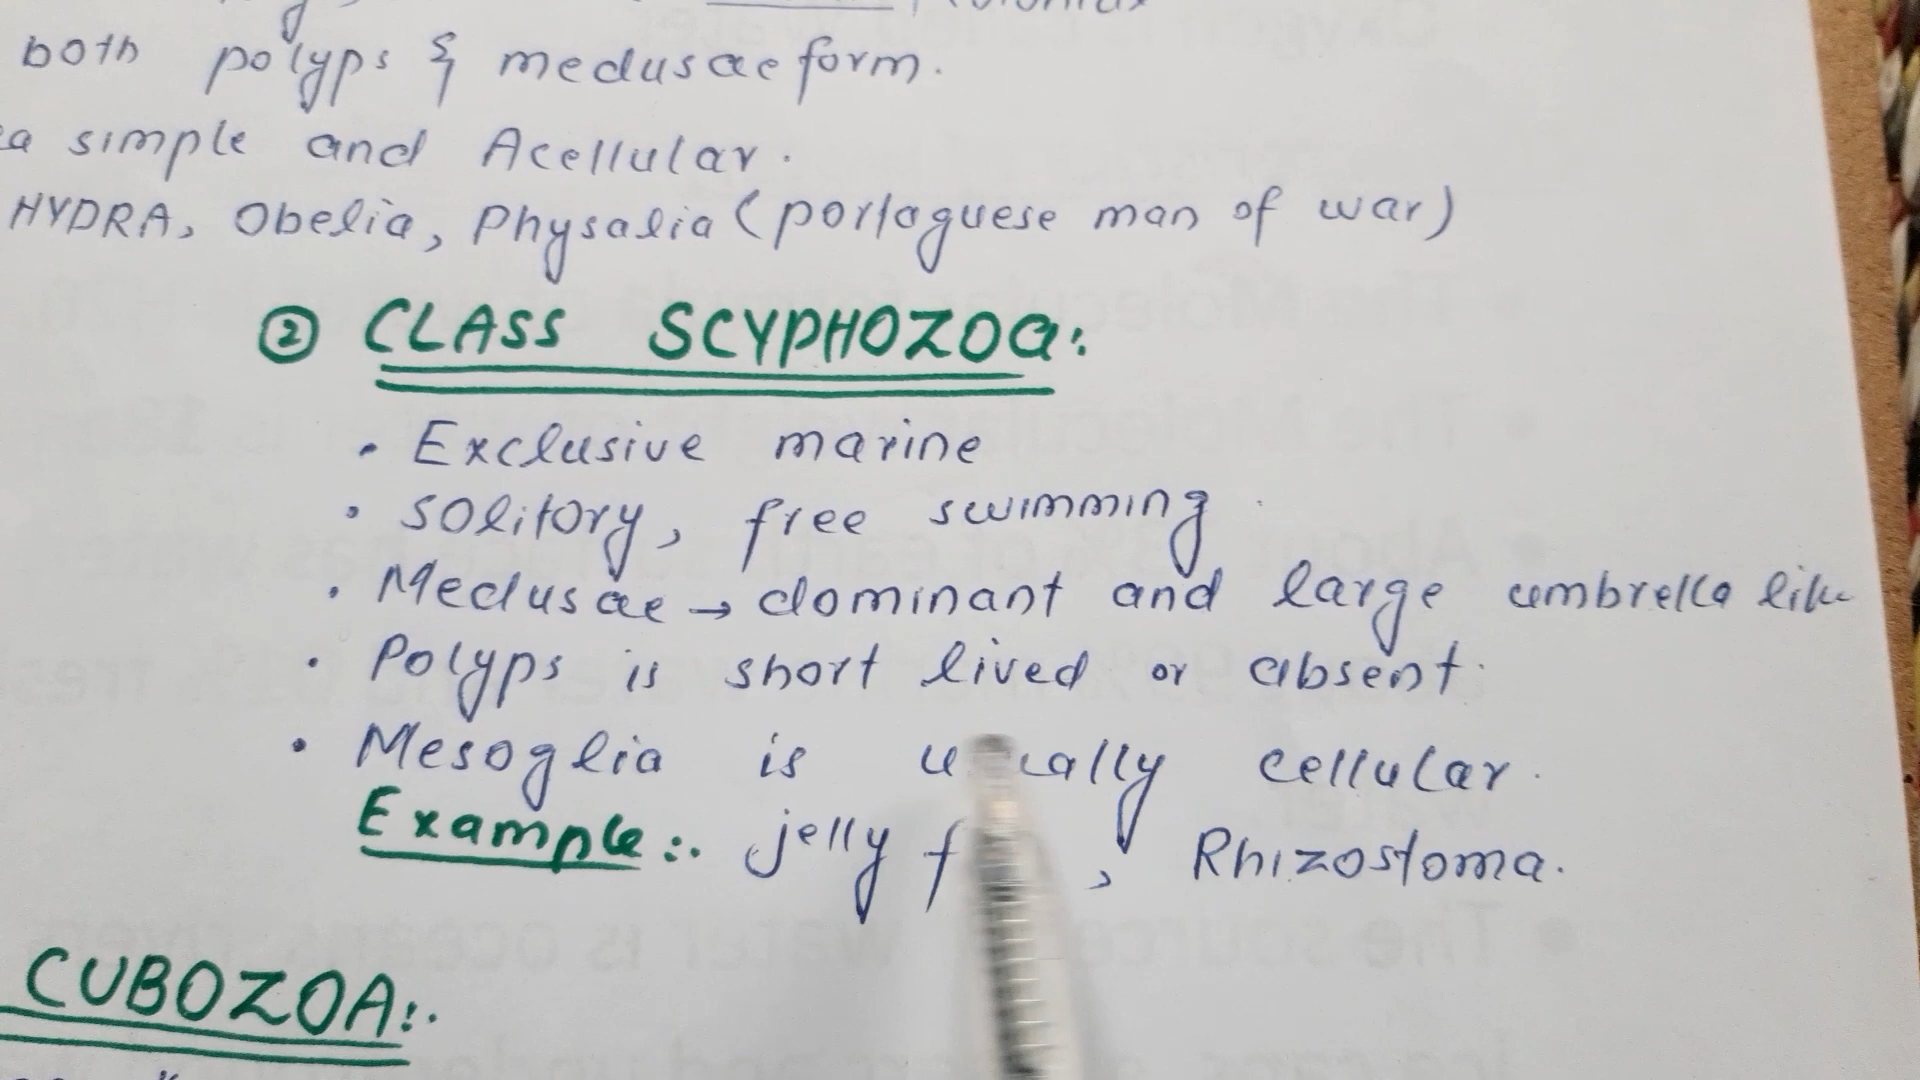 both polyps & medusae form.
a simple and Acellular.
HYDRA, Obelia, Physalia (portaguese man of war)
② CLASS SCYPHOZOa:
• Exclusive marine
• Solitory, free swimming
• Medusae → dominant and large umbrella like
• Polyps is short lived or absent.
• Mesoglia is cellular.
Example:. jelly , Rhizostoma.
CUBOZOA:.